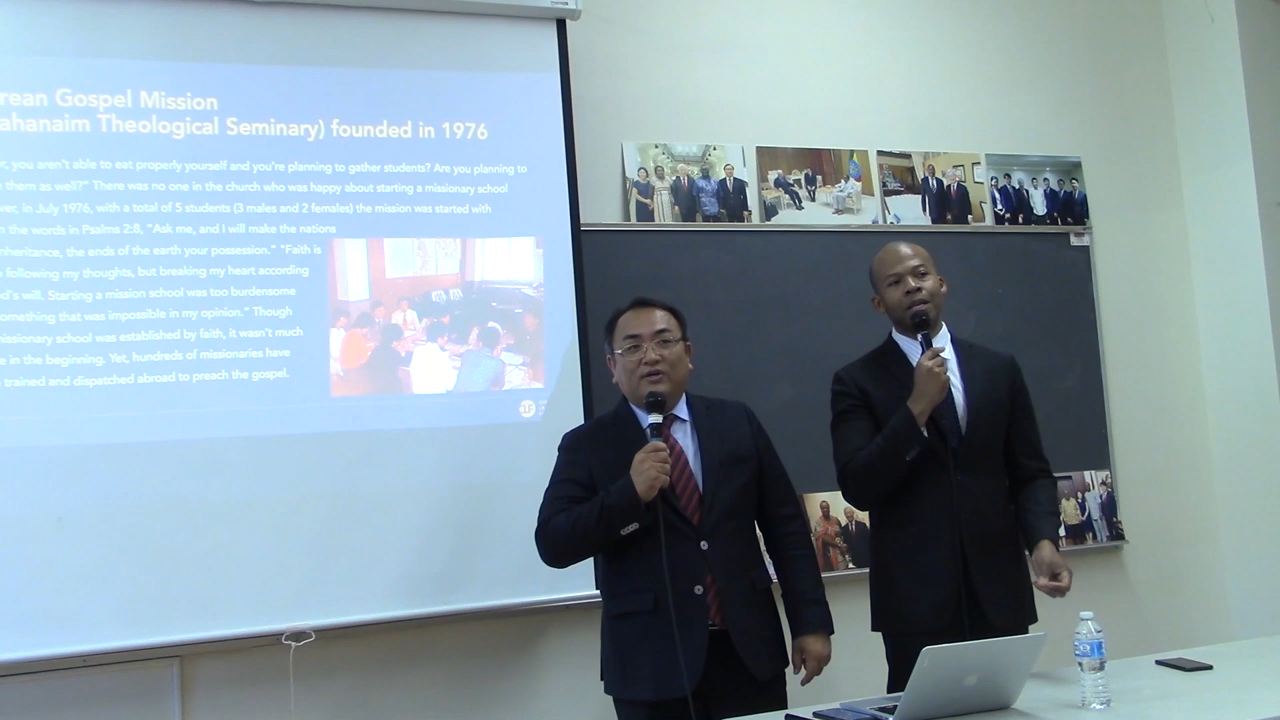 rean Gospel Mission
ahanaim Theological Seminary) founded in 1976
you aren't able to eat properly yourself and you're planning to gather students? Are you planning to
them as well?" There was no one in the church who was happy about starting a missionary school
ver, in July 1976, with a total of 5 students (3 males and 2 females) the mission was started with
the words in Psalms 2:8, "Ask me, and I will make the nations
nheritance, the ends of the earth your possession." "Faith is
following my thoughts, but breaking my heart according
od's will. Starting a mission school was too burdensome
omething that was impossible in my opinion." Though
missionary school was established by faith, it wasn't much
e in the beginning. Yet, hundreds of missionaries have
trained and dispatched abroad to preach the gospel.